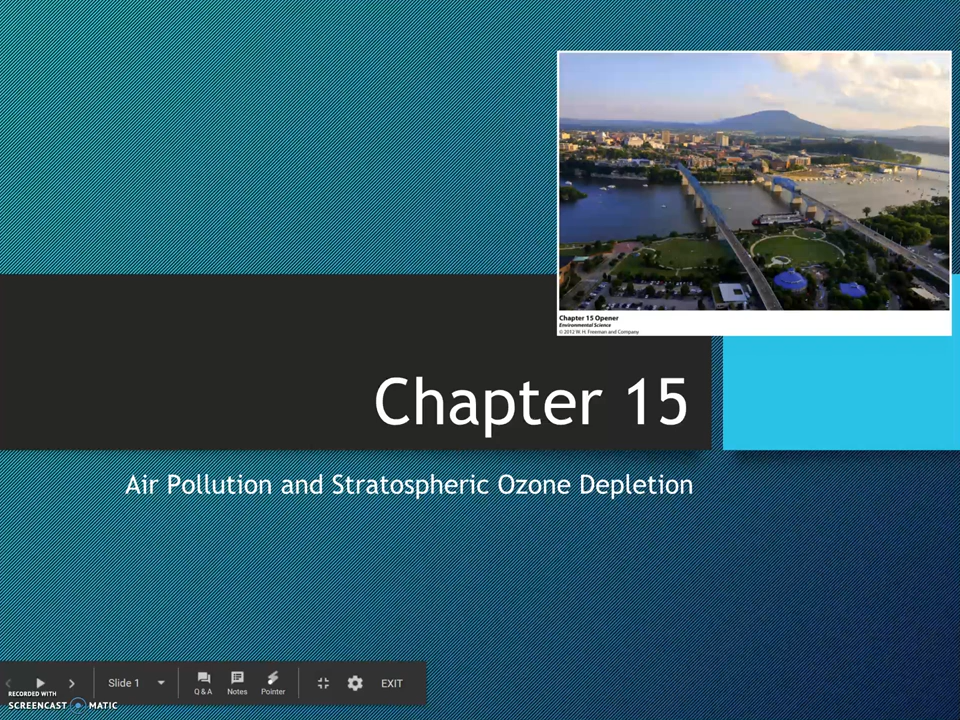 Chapter 15 Opener
Environmental Science
© 2012 W. H. Freeman and Company
Chapter 15
Air Pollution and Stratospheric Ozone Depletion
Slide 1
Q & A
Notes
Pointer
EXIT
RECORDED WITH
SCREENCAST MATIC